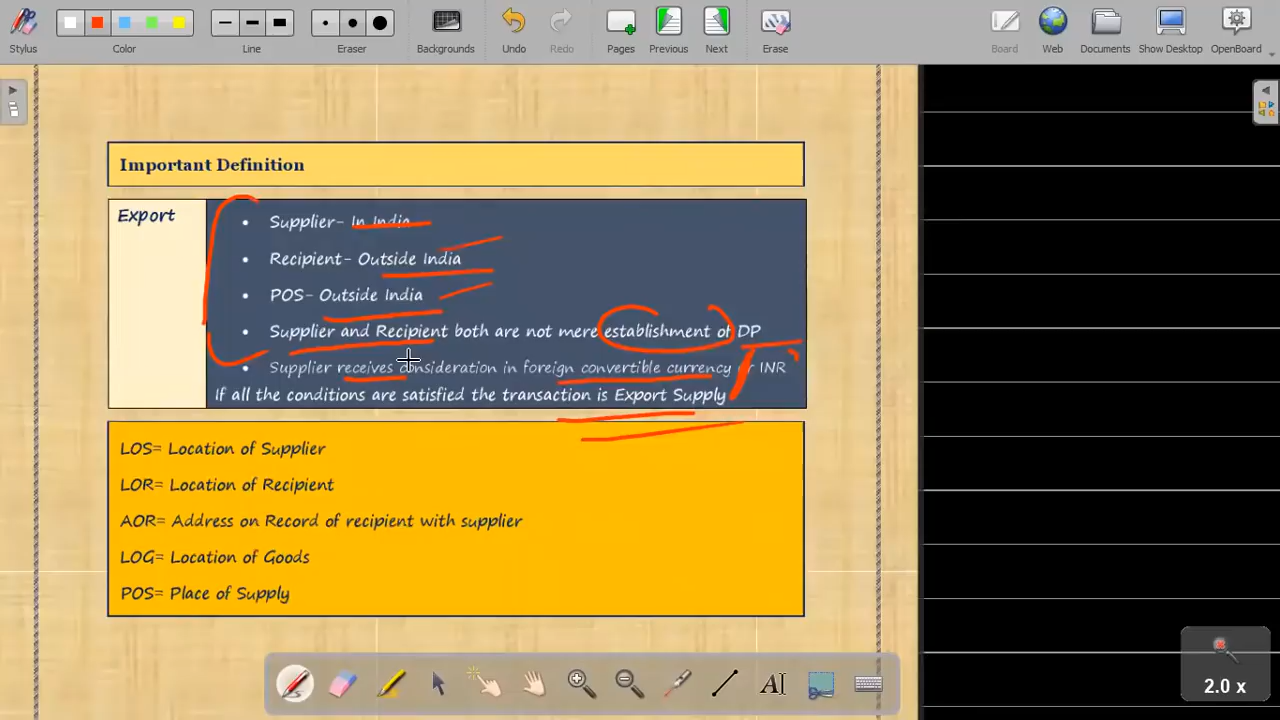 Stylus
Color
Line
Eraser
Backgrounds
Undo
Redo
Pages
Previous
Next
Erase
Board
Web
Documents
Show Desktop
OpenBoard
Important Definition
Export
• Supplier- In India
• Recipient- Outside India
• POS- Outside India
• Supplier and Recipient both are not mere establishment of DP
• Supplier receives consideration in foreign convertible currency or INR
If all the conditions are satisfied the transaction is Export Supply
LOS= Location of Supplier
LOR= Location of Recipient
AOR= Address on Record of recipient with supplier
LOG= Location of Goods
POS= Place of Supply
2.0 x